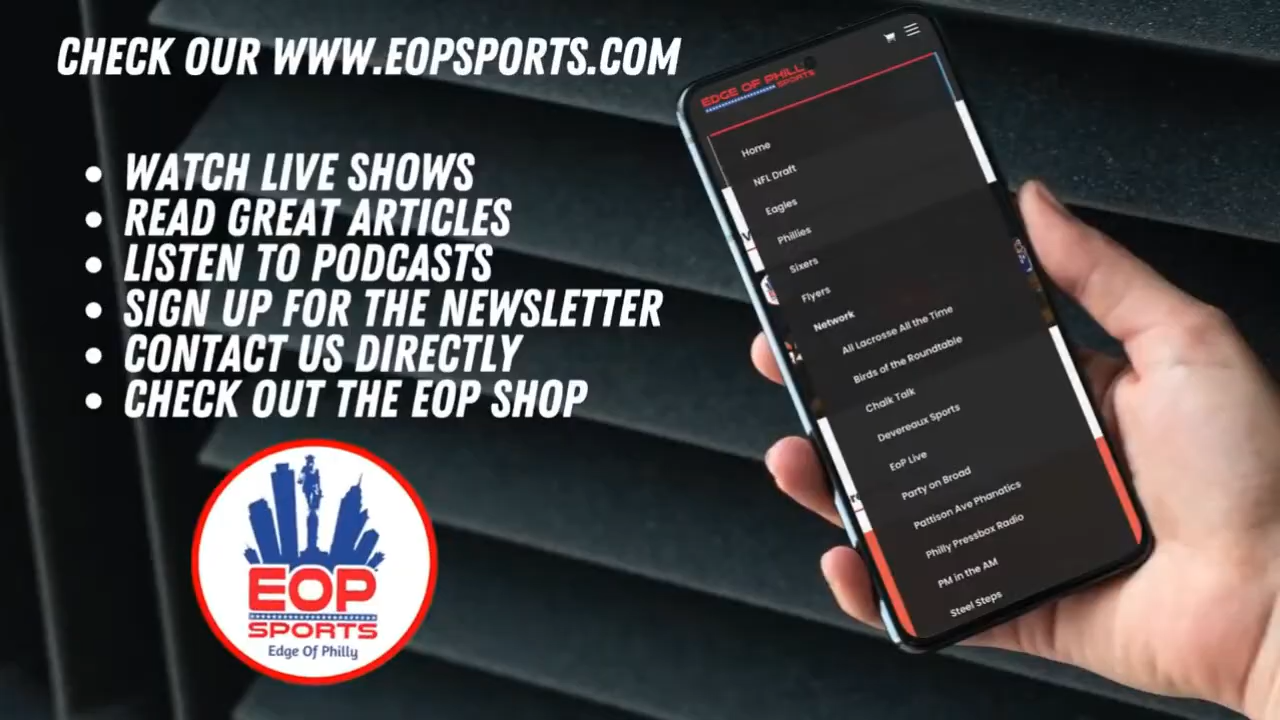 CHECK OUR WWW.EOPSPORTS.COM
• WATCH LIVE SHOWS
• READ GREAT ARTICLES
• LISTEN TO PODCASTS
• SIGN UP FOR THE NEWSLETTER
• CONTACT US DIRECTLY
• CHECK OUT THE EOP SHOP
EOP
SPORTS
Edge Of Philly
EDGE OF PHILL
SPORTS
Home
NFL Draft
Eagles
Phillies
Sixers
Flyers
Network
All Lacrosse All the Time
Birds of the Roundtable
Chalk Talk
Devereaux Sports
EoP Live
Party on Broad
Pattison Ave Phanatics
Philly Pressbox Radio
PM in the AM
Steel Steps